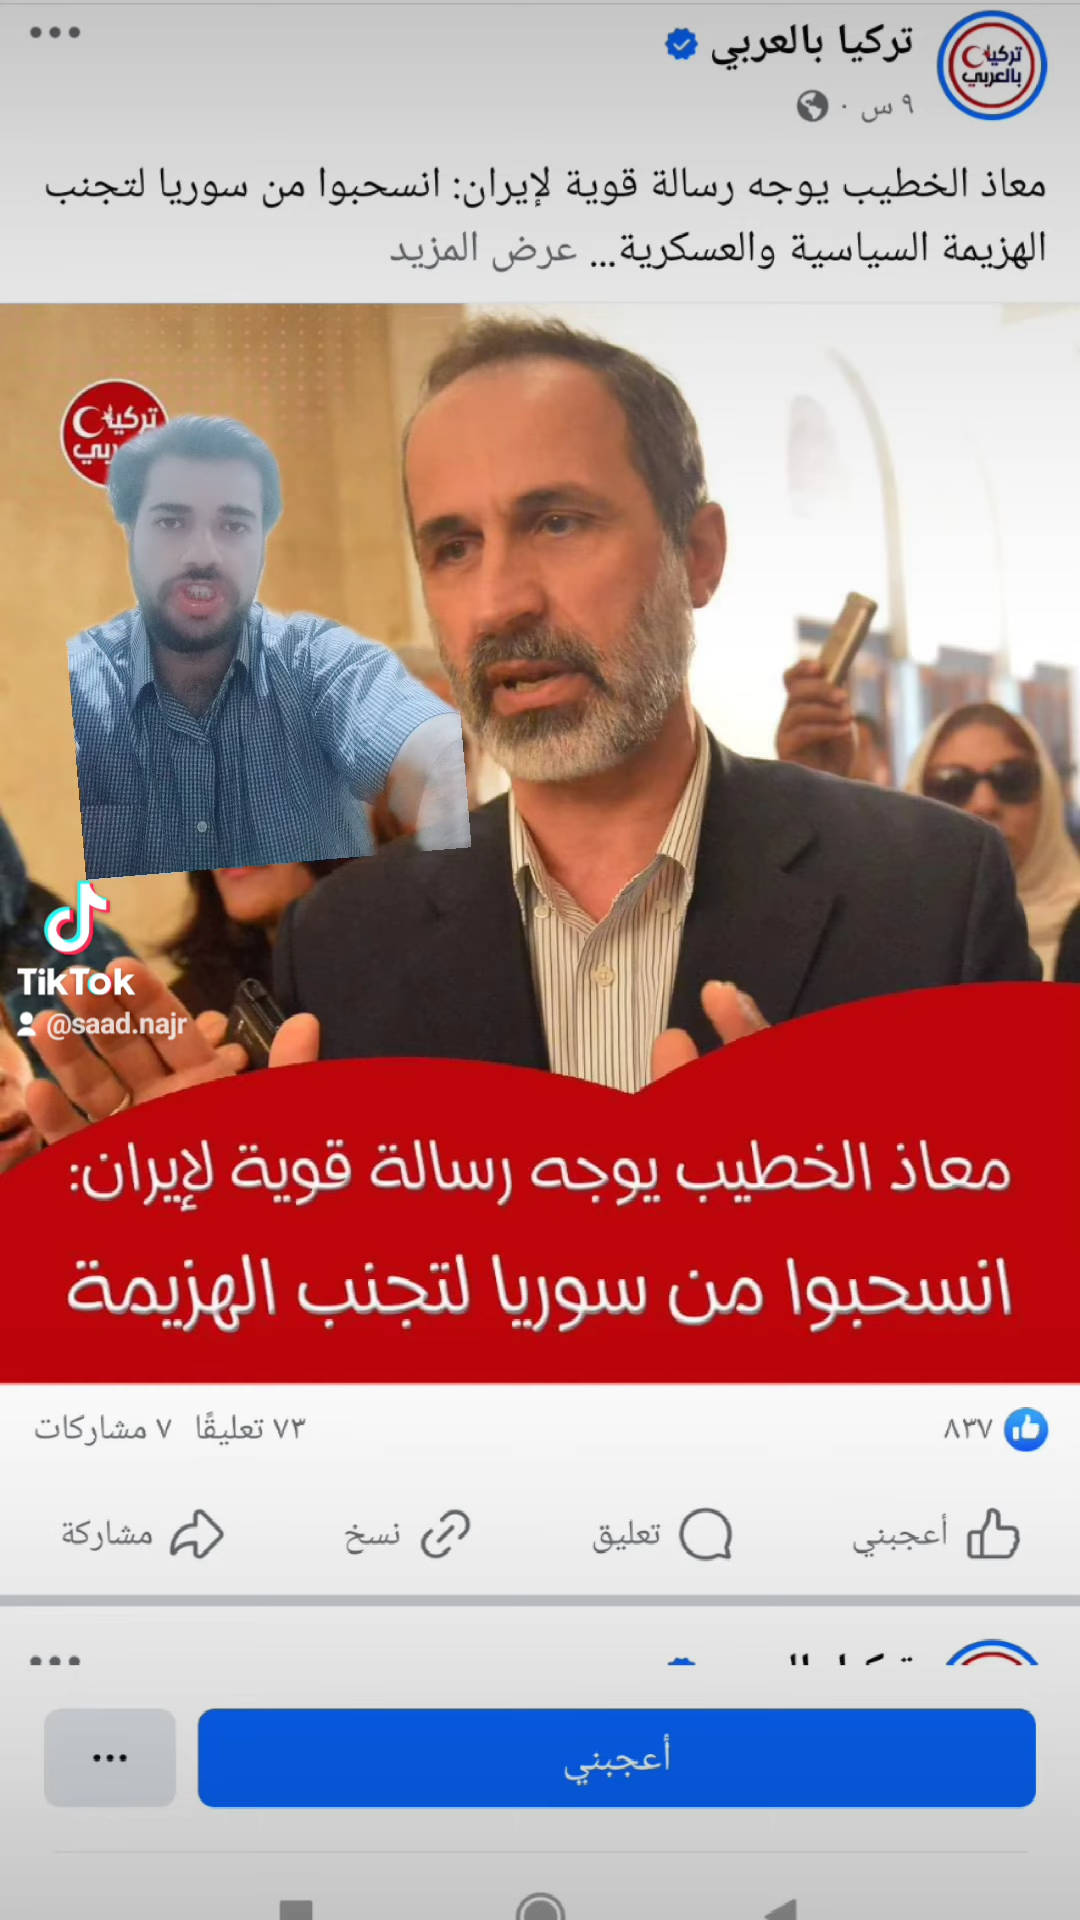 تركيا بالعربي
تركيا
بالعربي
٩ س ·
معاذ الخطيب يوجه رسالة قوية لإيران: انسحبوا من سوريا لتجنب
الهزيمة السياسية والعسكرية... عرض المزيد
تركيا
TikTok
@saad.najr
معاذ الخطيب يوجه رسالة قوية لإيران:
انسحبوا من سوريا لتجنب الهزيمة
٨٣٧
٧٣ تعليقًا ٧ مشاركات
أعجبني
تعليق
نسخ
مشاركة
أعجبني